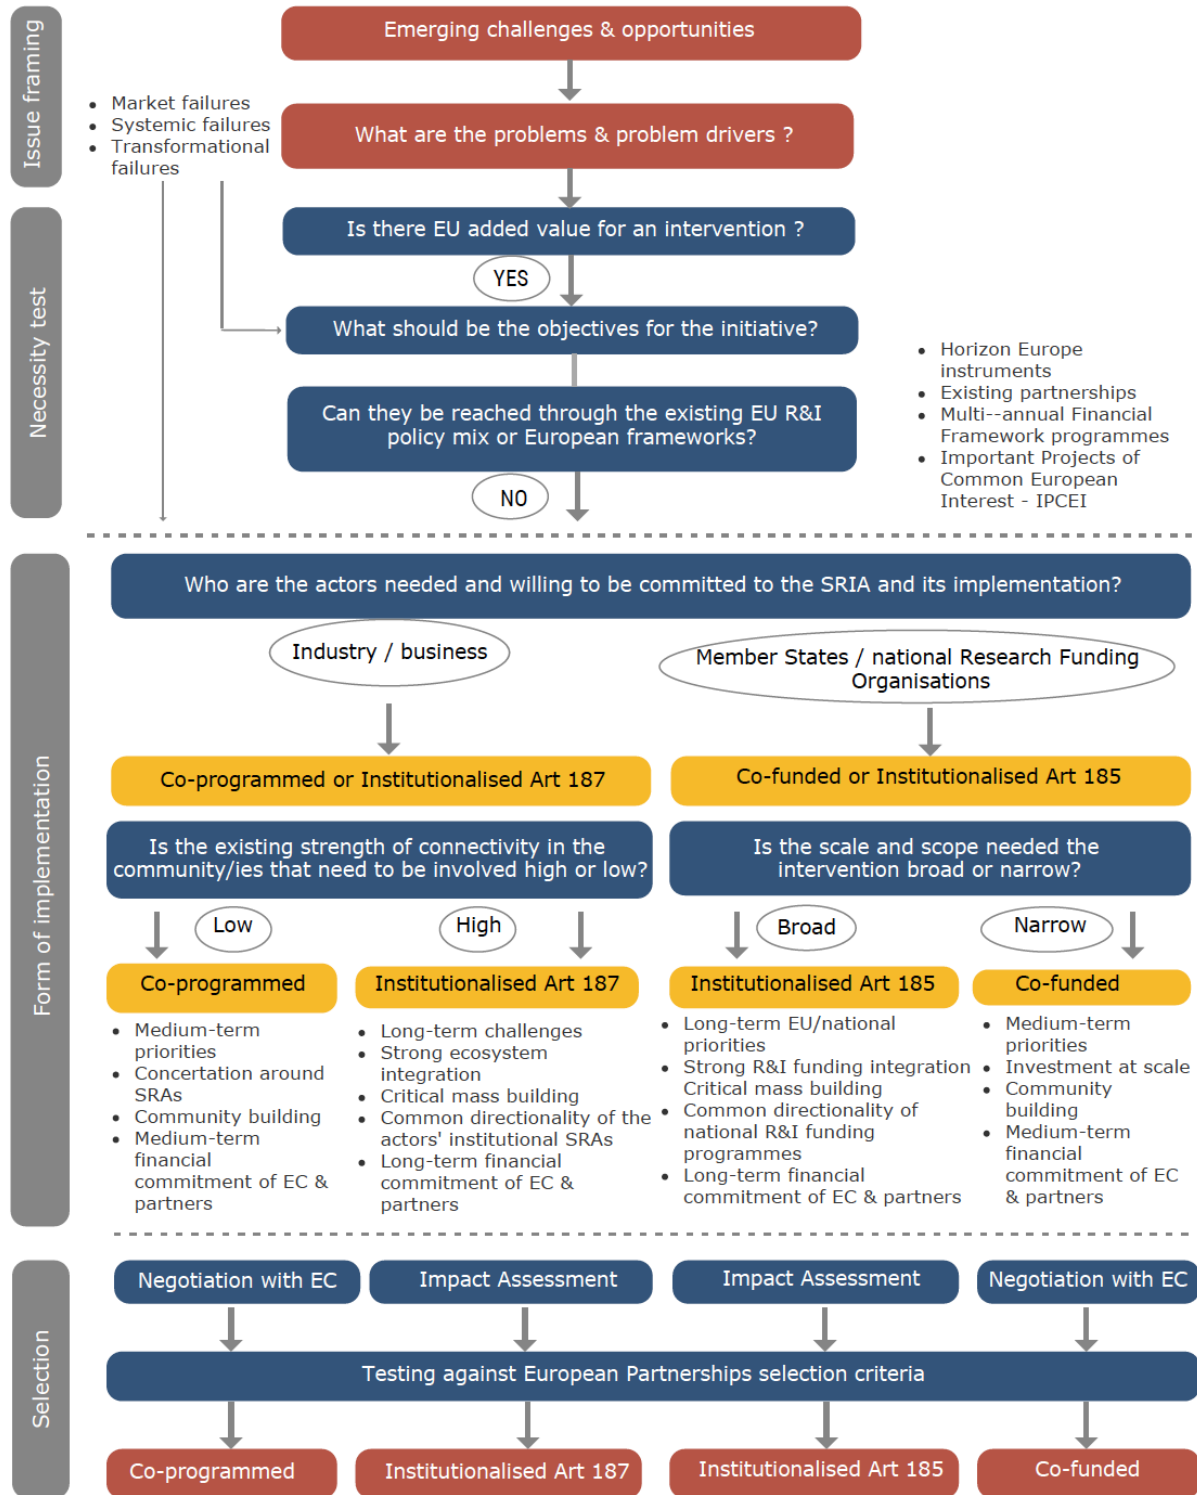 Issue framing
Emerging challenges & opportunities
• Market failures
• Systemic failures
• Transformational
failures
What are the problems & problem drivers ?
Necessity test
Is there EU added value for an intervention ?
YES
What should be the objectives for the initiative?
Can they be reached through the existing EU R&I
policy mix or European frameworks?
NO
• Horizon Europe
instruments
• Existing partnerships
• Multi--annual Financial
Framework programmes
• Important Projects of
Common European
Interest - IPCEI
Form of implementation
Who are the actors needed and willing to be committed to the SRIA and its implementation?
Industry / business
Member States / national Research Funding
Organisations
Co-programmed or Institutionalised Art 187
Co-funded or Institutionalised Art 185
Is the existing strength of connectivity in the
community/ies that need to be involved high or low?
Is the scale and scope needed the
intervention broad or narrow?
Low
High
Broad
Narrow
Co-programmed
• Medium-term
priorities
• Concertation around
SRAs
• Community building
• Medium-term
financial
commitment of EC &
partners
Institutionalised Art 187
• Long-term challenges
• Strong ecosystem
integration
• Critical mass building
• Common directionality of the
actors' institutional SRAs
• Long-term financial
commitment of EC &
partners
Institutionalised Art 185
• Long-term EU/national
priorities
• Strong R&I funding integration
Critical mass building
• Common directionality of
national R&I funding
programmes
• Long-term financial
commitment of EC & partners
Co-funded
• Medium-term
priorities
• Investment at scale
• Community
building
• Medium-term
financial
commitment of EC
& partners
Selection
Negotiation with EC
Impact Assessment
Impact Assessment
Negotiation with EC
Testing against European Partnerships selection criteria
Co-programmed
Institutionalised Art 187
Institutionalised Art 185
Co-funded